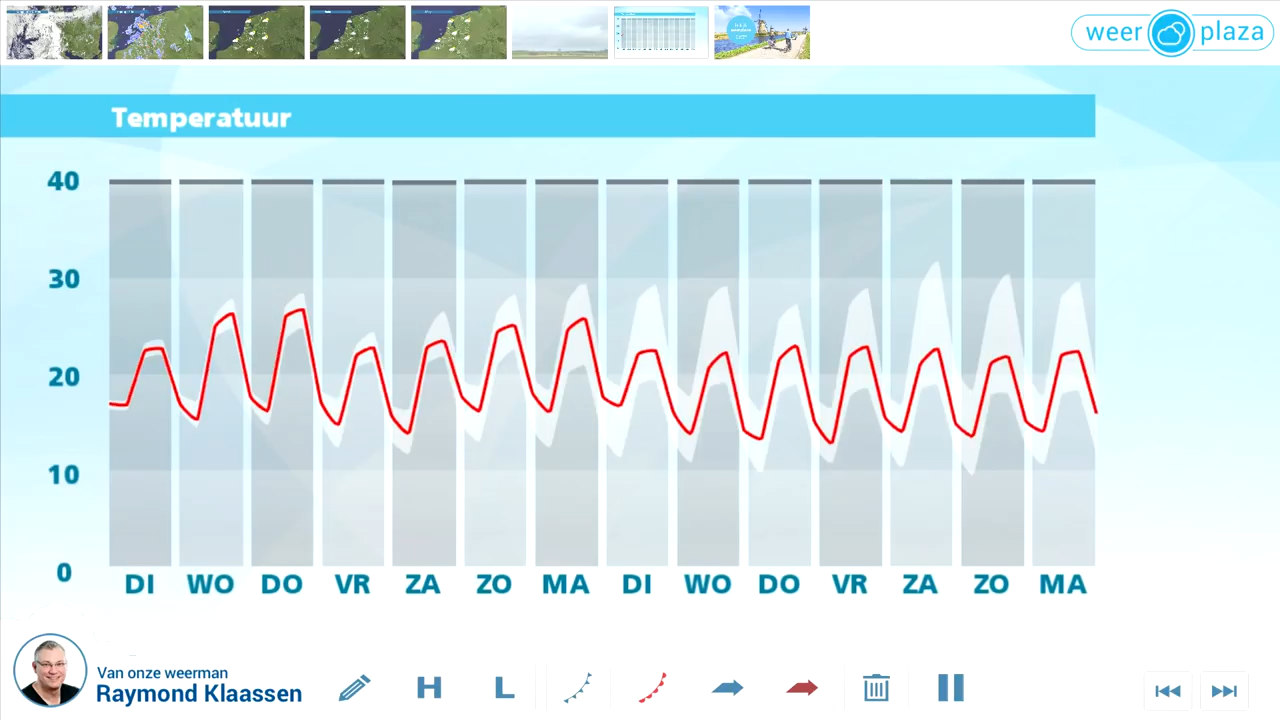 weer plaza
Temperatuur
40
30
20
10
0
DI WO DO VR ZA ZO MA DI WO DO VR ZA ZO MA
Van onze weerman
Raymond Klaassen
H L